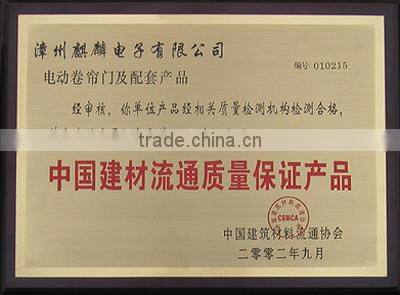 漳州麒麟电子有限公司
编号: 010215
电动卷帘门及配套产品
经审核，你单位产品经相关质量检测机构检测合格，
trade.china.cn
中国建材流通质量保证产品
CBMCA
中国建筑材料流通协会
二零零二年九月